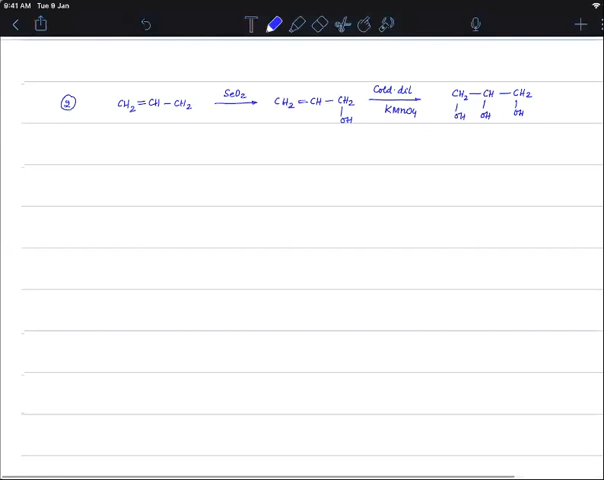 9:41 AM Tue 9 Jan
T
② CH2=CH-CH2 SeO2 CH2=CH-CH2 Cold.dil CH2-CH-CH2
OH KMnO4 OH OH OH